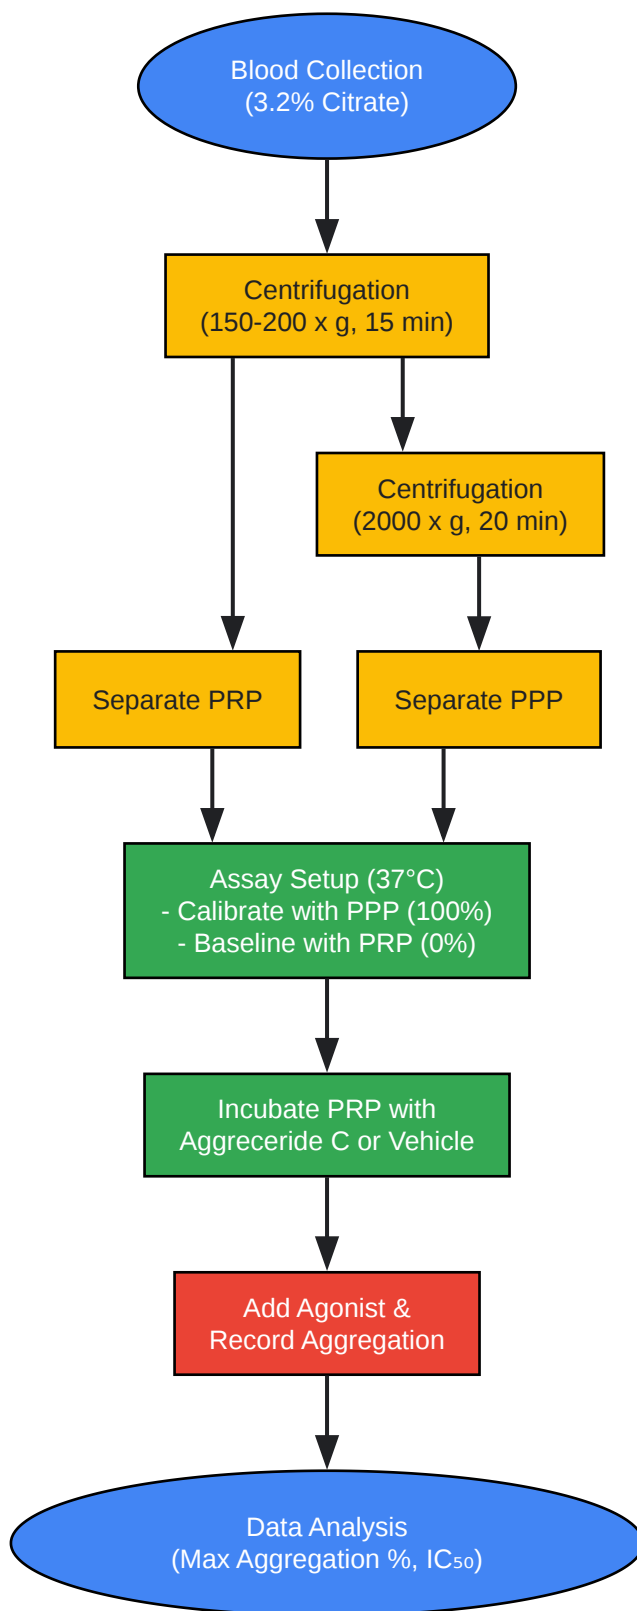 Blood Collection
(3.2% Citrate)
Centrifugation
(150-200 x g, 15 min)
Centrifugation
(2000 x g, 20 min)
Separate PRP
Separate PPP
Assay Setup (37°C)
- Calibrate with PPP (100%)
- Baseline with PRP (0%)
Incubate PRP with
Aggreceride C or Vehicle
Add Agonist &
Record Aggregation
Data Analysis
(Max Aggregation %, IC₅₀)